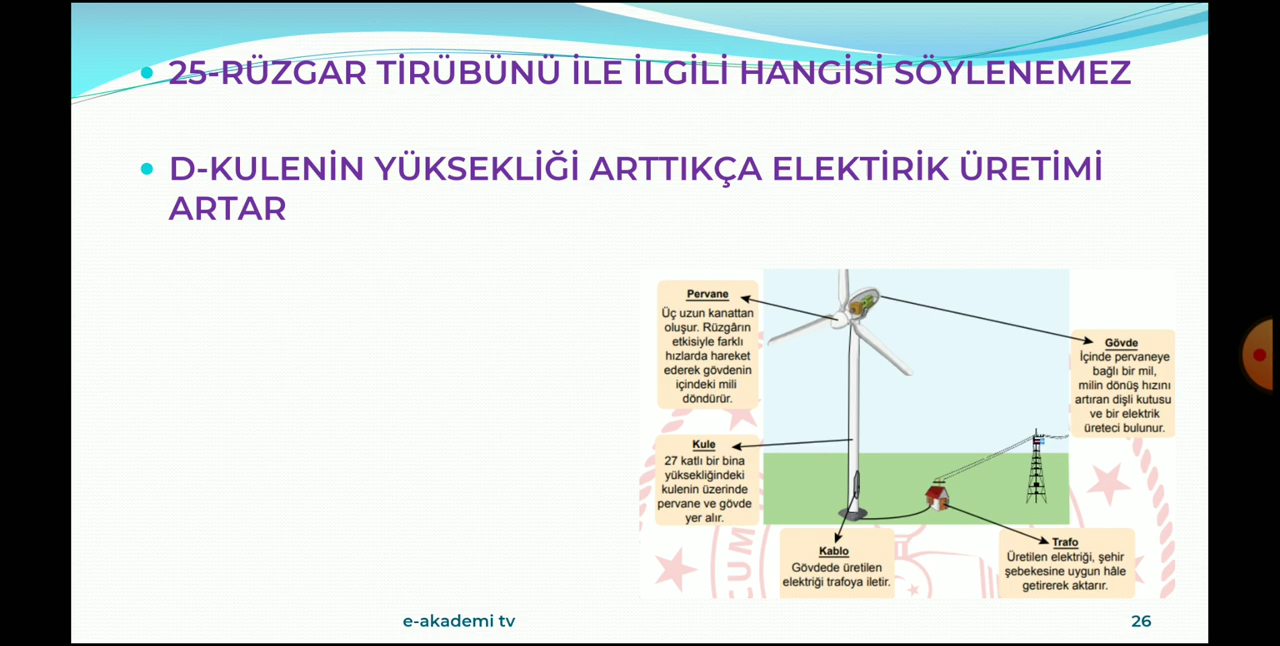 25-RÜZGAR TİRÜBÜNÜ İLE İLGİLİ HANGİSİ SÖYLENEMEZ
D-KULENİN YÜKSEKLİĞİ ARTTIKÇA ELEKTİRİK ÜRETİMİ
ARTAR
Pervane
Üç uzun kanattan
oluşur. Rüzgârın
etkisiyle farklı
hızlarda hareket
ederek gövdenin
içindeki mili
döndürür.
Gövde
İçinde pervaneye
bağlı bir mil,
milin dönüş hızını
artıran dişli kutusu
ve bir elektrik
üreteci bulunur.
Kule
27 katlı bir bina
yüksekliğindeki
kulenin üzerinde
pervane ve gövde
yer alır.
Kablo
Gövdede üretilen
elektriği trafoya iletir.
Trafo
Üretilen elektriği, şehir
şebekesine uygun hâle
getirerek aktarır.
CUM
e-akademi tv
26